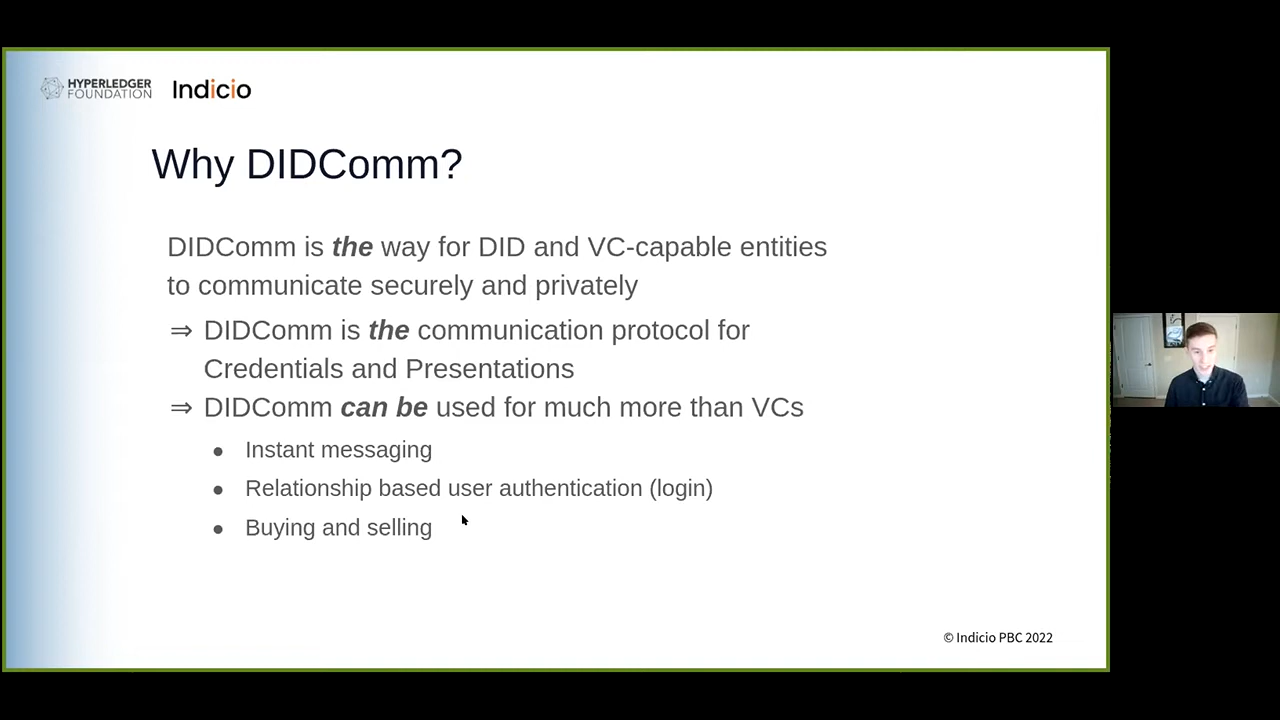 HYPERLEDGER
FOUNDATION
Indicio
Why DIDComm?
DIDComm is the way for DID and VC-capable entities
to communicate securely and privately
⇒ DIDComm is the communication protocol for
Credentials and Presentations
⇒ DIDComm can be used for much more than VCs
● Instant messaging
● Relationship based user authentication (login)
● Buying and selling
© Indicio PBC 2022